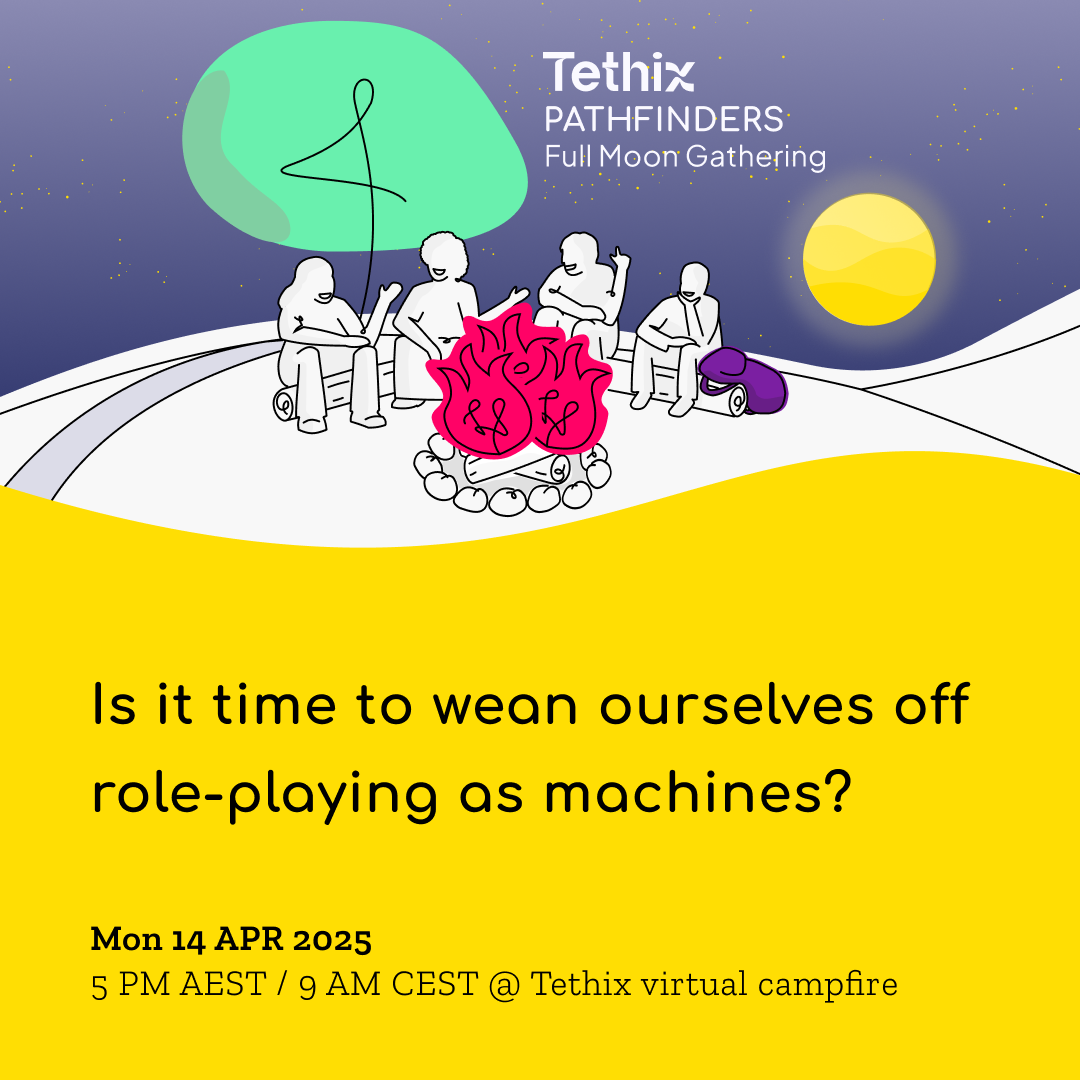 Tethix
PATHFINDERS
Full Moon Gathering
Is it time to wean ourselves off
role-playing as machines?
Mon 14 APR 2025
5 PM AEST / 9 AM CEST @ Tethix virtual campfire